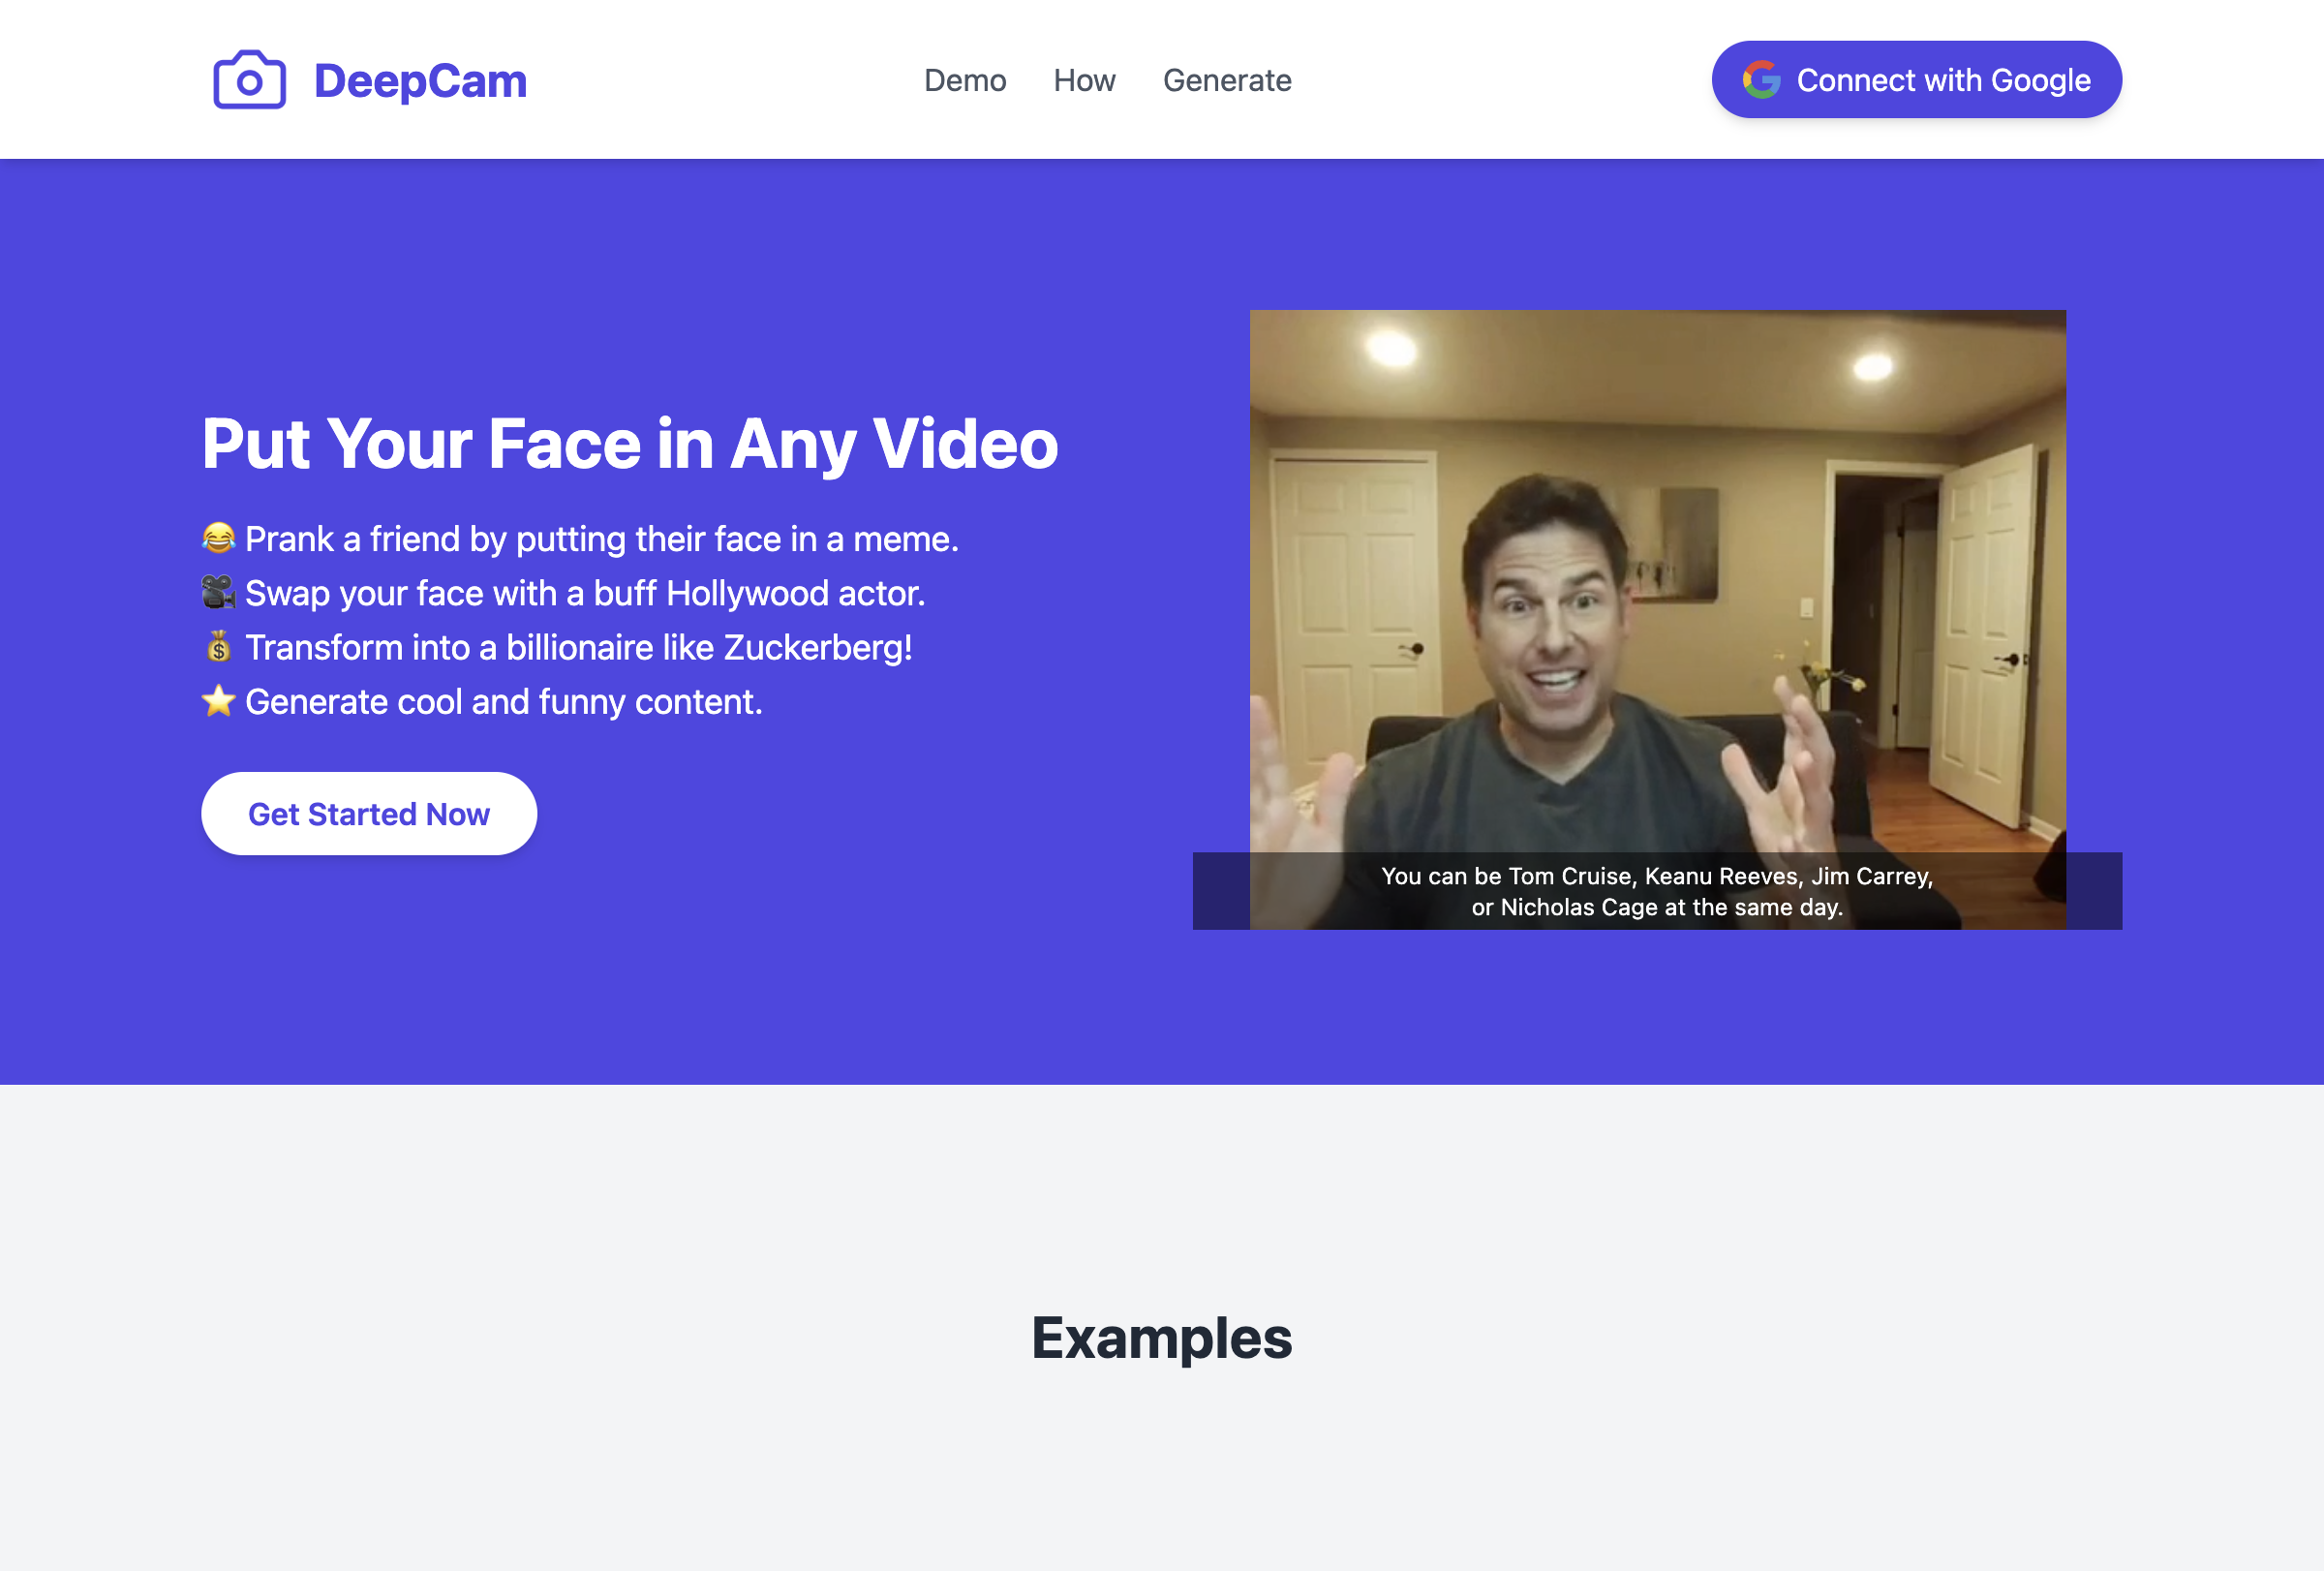 DeepCam
Demo
How
Generate
Connect with Google
Put Your Face in Any Video
😂 Prank a friend by putting their face in a meme.
🎥 Swap your face with a buff Hollywood actor.
💰 Transform into a billionaire like Zuckerberg!
⭐ Generate cool and funny content.
Get Started Now
You can be Tom Cruise, Keanu Reeves, Jim Carrey,
or Nicholas Cage at the same day.
Examples